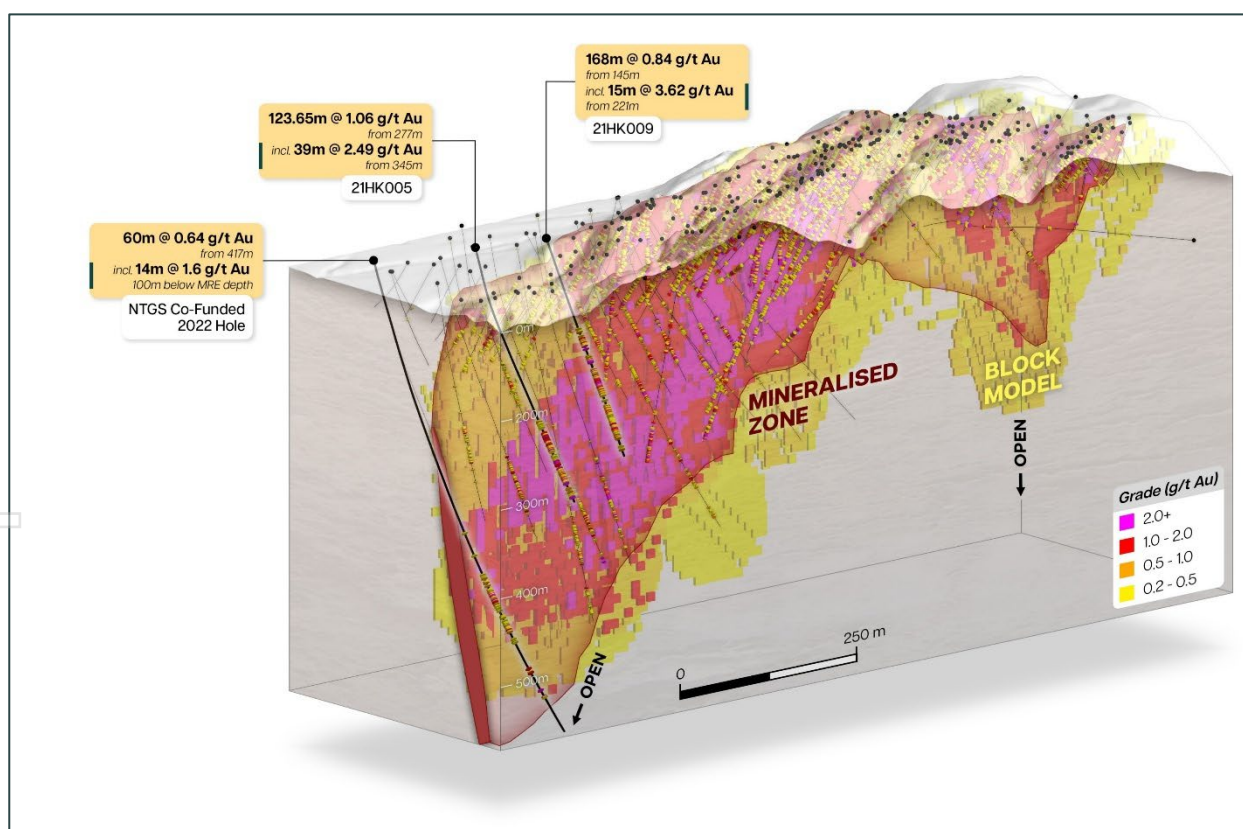 168m @ 0.84 g/t Au
from 145m
incl. 15m @ 3.62 g/t Au
from 221m
21HK009
123.65m @ 1.06 g/t Au
from 277m
incl. 39m @ 2.49 g/t Au
from 345m
21HK005
60m @ 0.64 g/t Au
from 417m
incl. 14m @ 1.6 g/t Au
100m below MRE depth
NTGS Co-Funded
2022 Hole
0m
200m
300m
400m
500m
MINERALISED
ZONE
BLOCK
MODEL
OPEN
OPEN
0
250 m
Grade (g/t Au)
2.0+
1.0 - 2.0
0.5 - 1.0
0.2 - 0.5